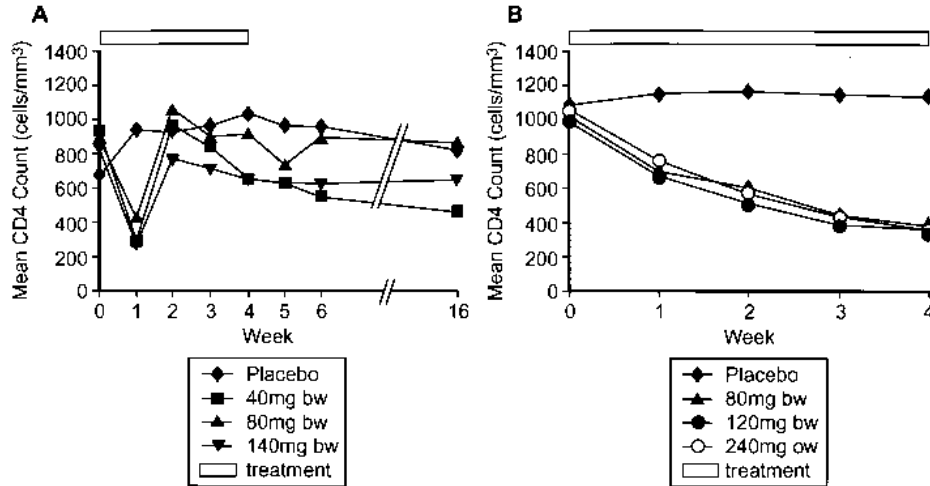 A
Mean CD4 Count (cells/mm³)
1400
1200
1000
800
600
400
200
0
0 1 2 3 4 5 6 16
Week
Placebo
40mg bw
80mg bw
140mg bw
treatment
B
Mean CD4 Count (cells/mm³)
1400
1200
1000
800
600
400
200
0
0 1 2 3 4
Week
Placebo
80mg bw
120mg bw
240mg ow
treatment